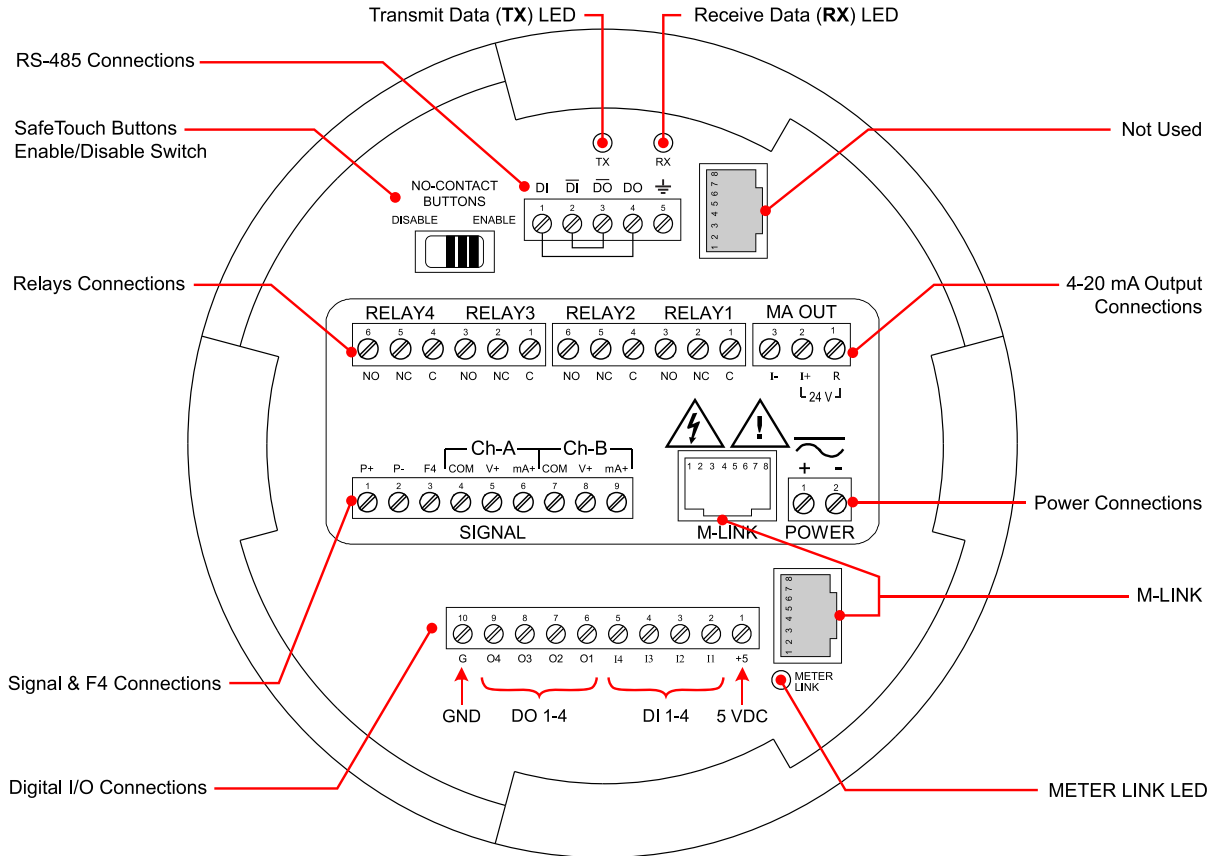 Transmit Data (TX) LED
Receive Data (RX) LED
RS-485 Connections
SafeTouch Buttons
Enable/Disable Switch
Not Used
TX
RX
NO-CONTACT
BUTTONS
DISABLE ENABLE
DI D̅I̅ D̅O̅ DO
1 2 3 4 5
1 2 3 4 5 6 7 8
Relays Connections
4-20 mA Output
Connections
RELAY4 RELAY3 RELAY2 RELAY1 MA OUT
6 5 4 3 2 1 6 5 4 3 2 1 3 2 1
NO NC C NO NC C NO NC C NO NC C I- I+ R
24 V
Ch-A Ch-B
P+ P- F4 COM V+ mA+ COM V+ mA+
1 2 3 4 5 6 7 8 9
SIGNAL
1 2 3 4 5 6 7 8
M-LINK
+ -
1 2
POWER
Power Connections
M-LINK
1 2 3 4 5 6 7 8
METER
LINK
10 9 8 7 6 5 4 3 2 1
G O4 O3 O2 O1 I4 I3 I2 I1 +5
GND DO 1-4 DI 1-4 5 VDC
Signal & F4 Connections
Digital I/O Connections
METER LINK LED